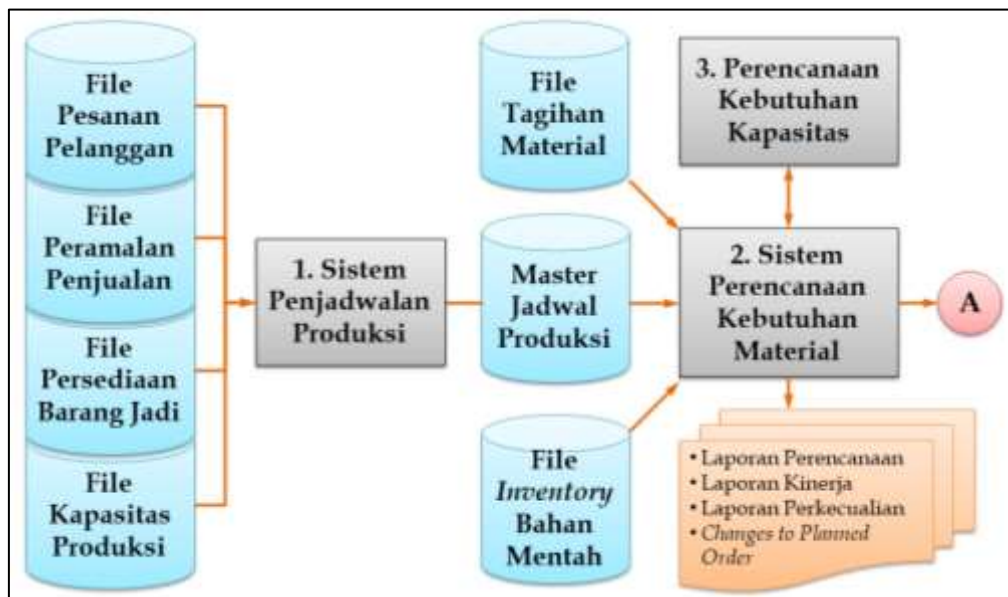 File
Pesanan
Pelanggan
File
Peramalan
Penjualan
File
Persediaan
Barang Jadi
File
Kapasitas
Produksi
1. Sistem
Penjadwalan
Produksi
File
Tagihan
Material
Master
Jadwal
Produksi
File
Inventory
Bahan
Mentah
3. Perencanaan
Kebutuhan
Kapasitas
2. Sistem
Perencanaan
Kebutuhan
Material
A
• Laporan Perencanaan
• Laporan Kinerja
• Laporan Perkecualian
• Changes to Planned
Order